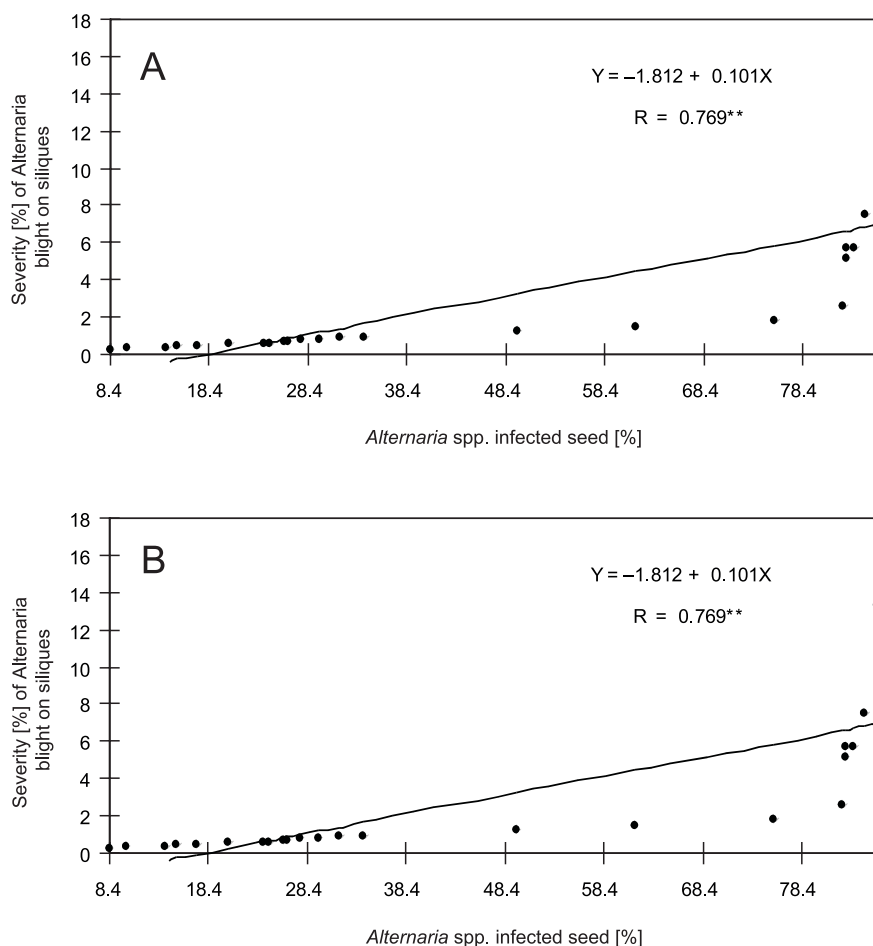 18
16
14
12
10
8
6
4
2
0
A
Y = –1.812 + 0.101X
R = 0.769**
Severity [%] of Alternaria
blight on siliques
8.4 18.4 28.4 38.4 48.4 58.4 68.4 78.4
Alternaria spp. infected seed [%]
18
16
14
12
10
8
6
4
2
0
B
Y = –1.812 + 0.101X
R = 0.769**
Severity [%] of Alternaria
blight on siliques
8.4 18.4 28.4 38.4 48.4 58.4 68.4 78.4
Alternaria spp. infected seed [%]